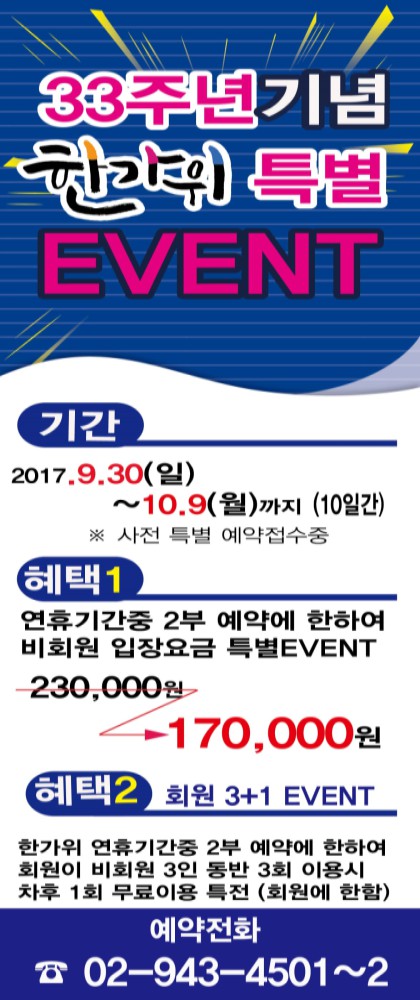 33주년기념
한가위 특별
EVENT
기간
2017.9.30(일)
～10.9(월)까지 (10일간)
※ 사전 특별 예약접수중
혜택1
연휴기간중 2부 예약에 한하여
비회원 입장요금 특별EVENT
230,000원
170,000원
혜택2 회원 3+1 EVENT
한가위 연휴기간중 2부 예약에 한하여
회원이 비회원 3인 동반 3회 이용시
차후 1회 무료이용 특전 (회원에 한함)
예약전화
☎ 02-943-4501～2